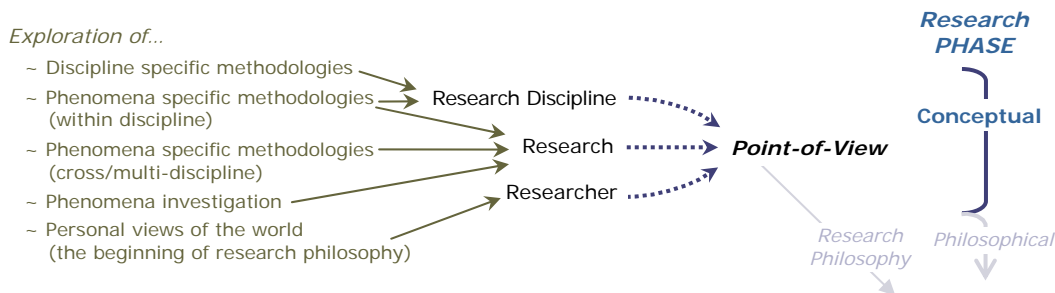 Exploration of...
~ Discipline specific methodologies
~ Phenomena specific methodologies
(within discipline)
~ Phenomena specific methodologies
(cross/multi-discipline)
~ Phenomena investigation
~ Personal views of the world
(the beginning of research philosophy)
Research Discipline
Research
Researcher
Point-of-View
Research
Philosophy
Research
PHASE
Conceptual
Philosophical